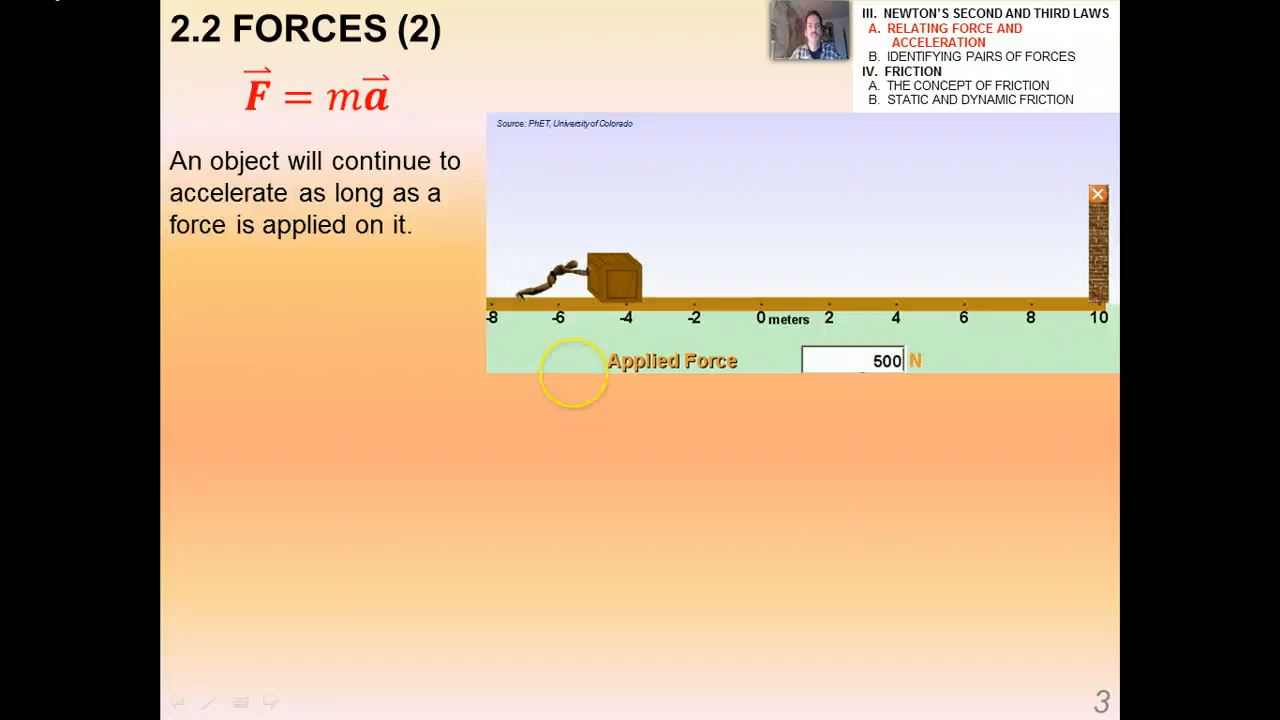 2.2 FORCES (2)
F = ma
An object will continue to
accelerate as long as a
force is applied on it.
III. NEWTON'S SECOND AND THIRD LAWS
A. RELATING FORCE AND
ACCELERATION
B. IDENTIFYING PAIRS OF FORCES
IV. FRICTION
A. THE CONCEPT OF FRICTION
B. STATIC AND DYNAMIC FRICTION
Source: PhET, University of Colorado
-8 -6 -4 -2 0 meters 2 4 6 8 10
Applied Force 500 N
3